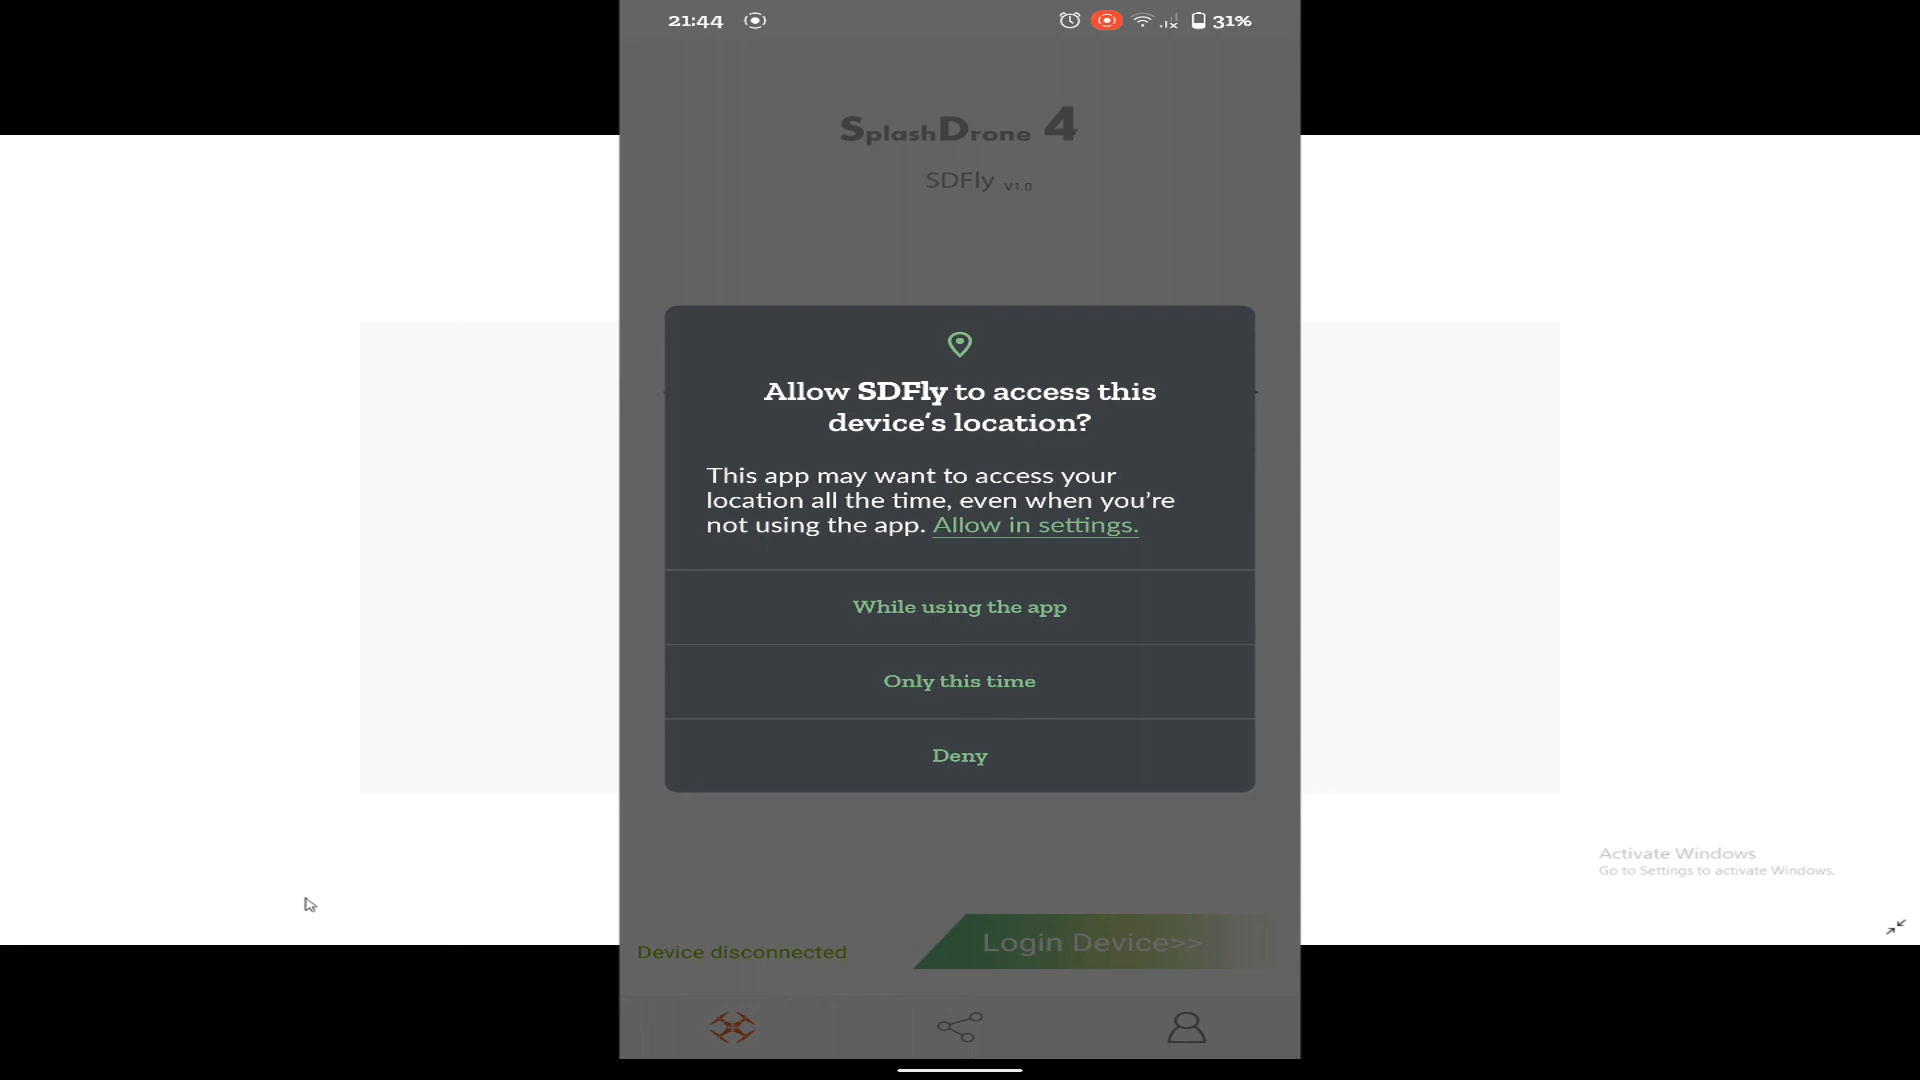 21:44
31%
SplashDrone 4
SDFly V1.0
Allow SDFly to access this
device‘s location?
This app may want to access your
location all the time, even when you’re
not using the app. Allow in settings.
While using the app
Only this time
Deny
Activate Windows
Go to Settings to activate Windows.
Device disconnected
Login Device>>